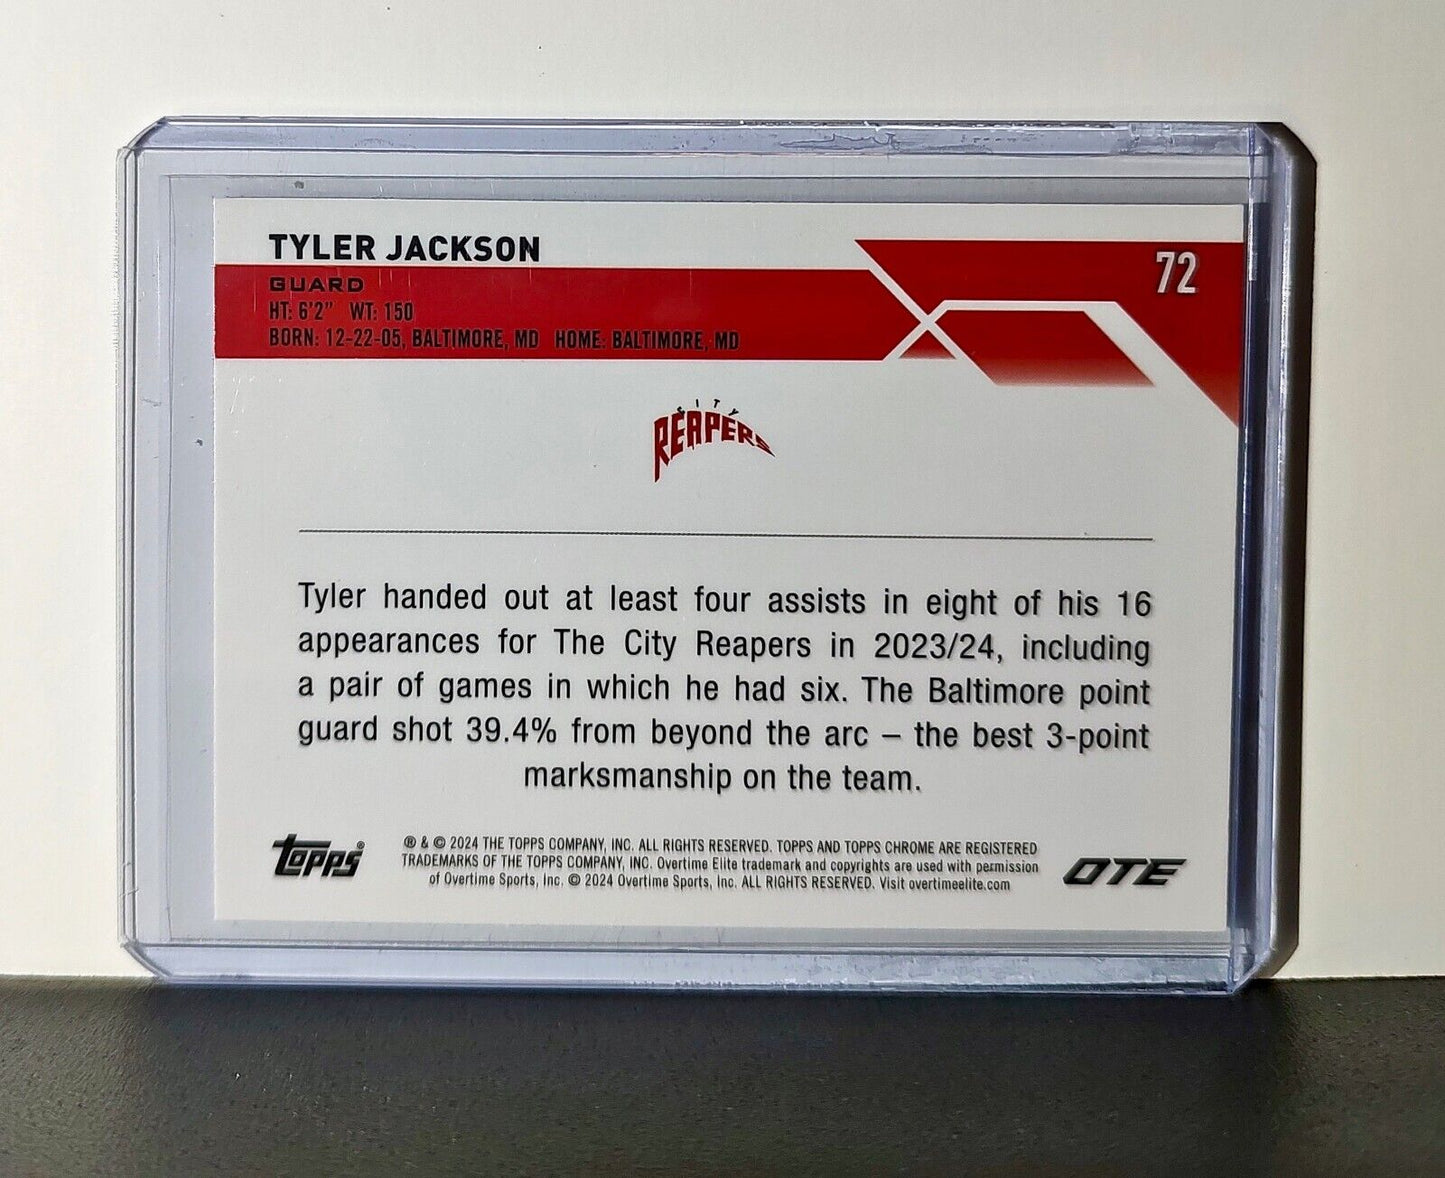 TYLER JACKSON
72
GUARD
HT: 6'2" WT: 150
BORN: 12-22-05, BALTIMORE, MD HOME: BALTIMORE, MD
CITY
REAPERS
Tyler handed out at least four assists in eight of his 16
appearances for The City Reapers in 2023/24, including
a pair of games in which he had six. The Baltimore point
guard shot 39.4% from beyond the arc – the best 3-point
marksmanship on the team.
topps®
® & © 2024 THE TOPPS COMPANY, INC. ALL RIGHTS RESERVED. TOPPS AND TOPPS CHROME ARE REGISTERED
TRADEMARKS OF THE TOPPS COMPANY, INC. Overtime Elite trademark and copyrights are used with permission
of Overtime Sports, Inc. © 2024 Overtime Sports, Inc. ALL RIGHTS RESERVED. Visit overtimeelite.com
OTE